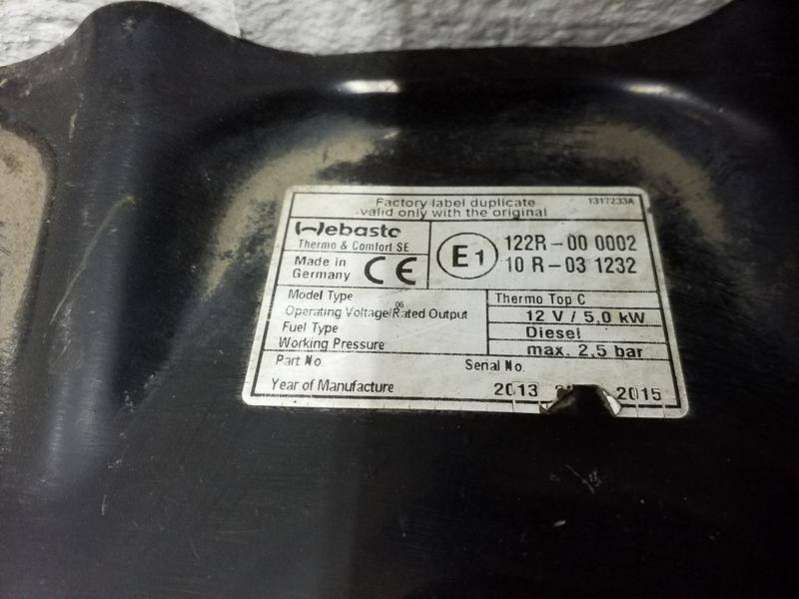 Factory label duplicate
valid only with the original
1317233A
Webasto
Thermo & Comfort SE
Made in
Germany
CE
E1
122R-00 0002
10 R-03 1232
Model Type
Thermo Top C
06
Operating Voltage/Rated Output
12 V / 5,0 kW
Fuel Type
Diesel
Working Pressure
max. 2,5 bar
Part No.
Serial No.
Year of Manufacture
2013
2015